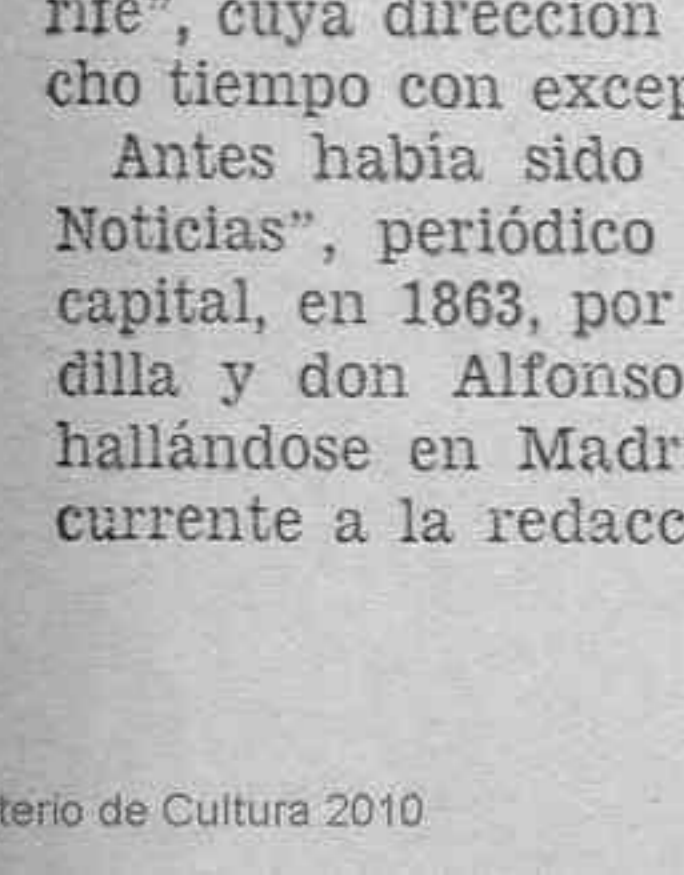 rife", cuya dirección
cho tiempo con excep
Antes había sido
Noticias", periódico
capital, en 1863, por
dilla y don Alfonso
hallándose en Madr
currente a la redacc
terio de Cultura 2010